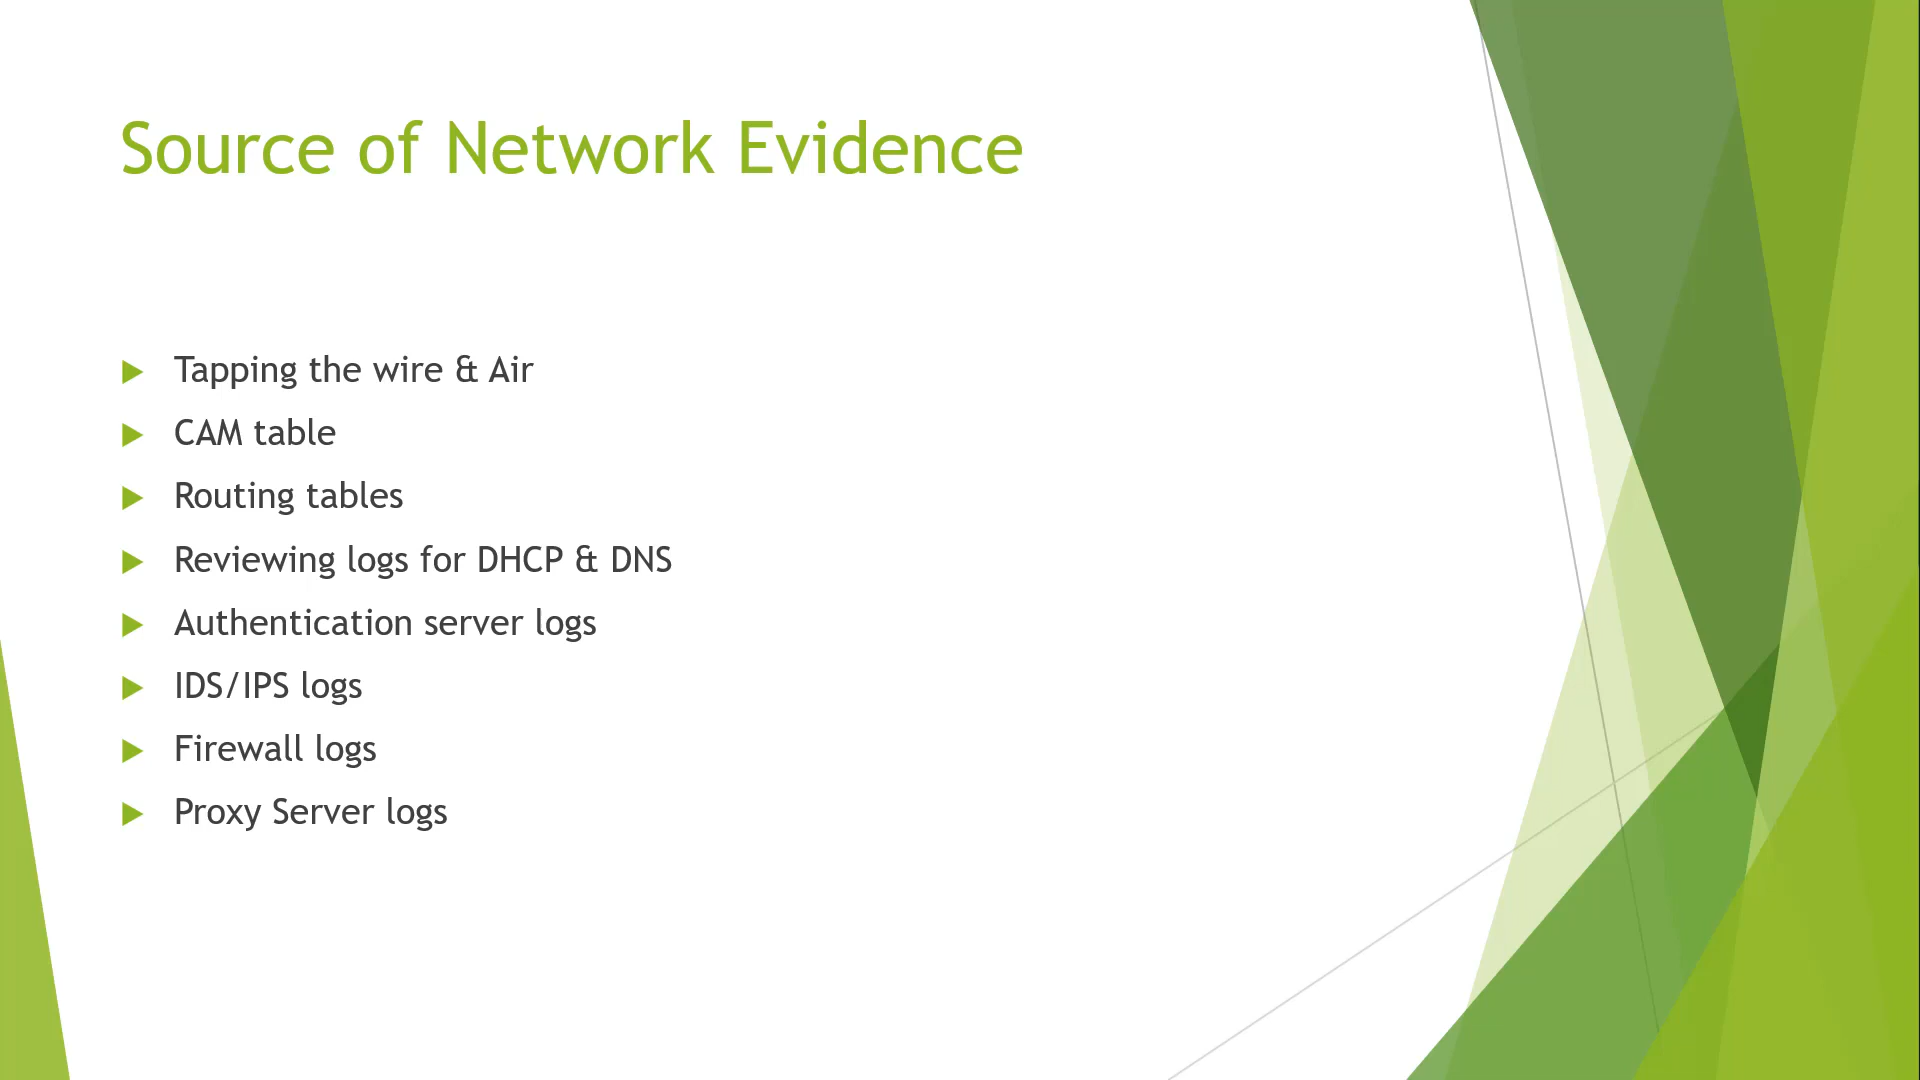 Source of Network Evidence
Tapping the wire & Air
CAM table
Routing tables
Reviewing logs for DHCP & DNS
Authentication server logs
IDS/IPS logs
Firewall logs
Proxy Server logs